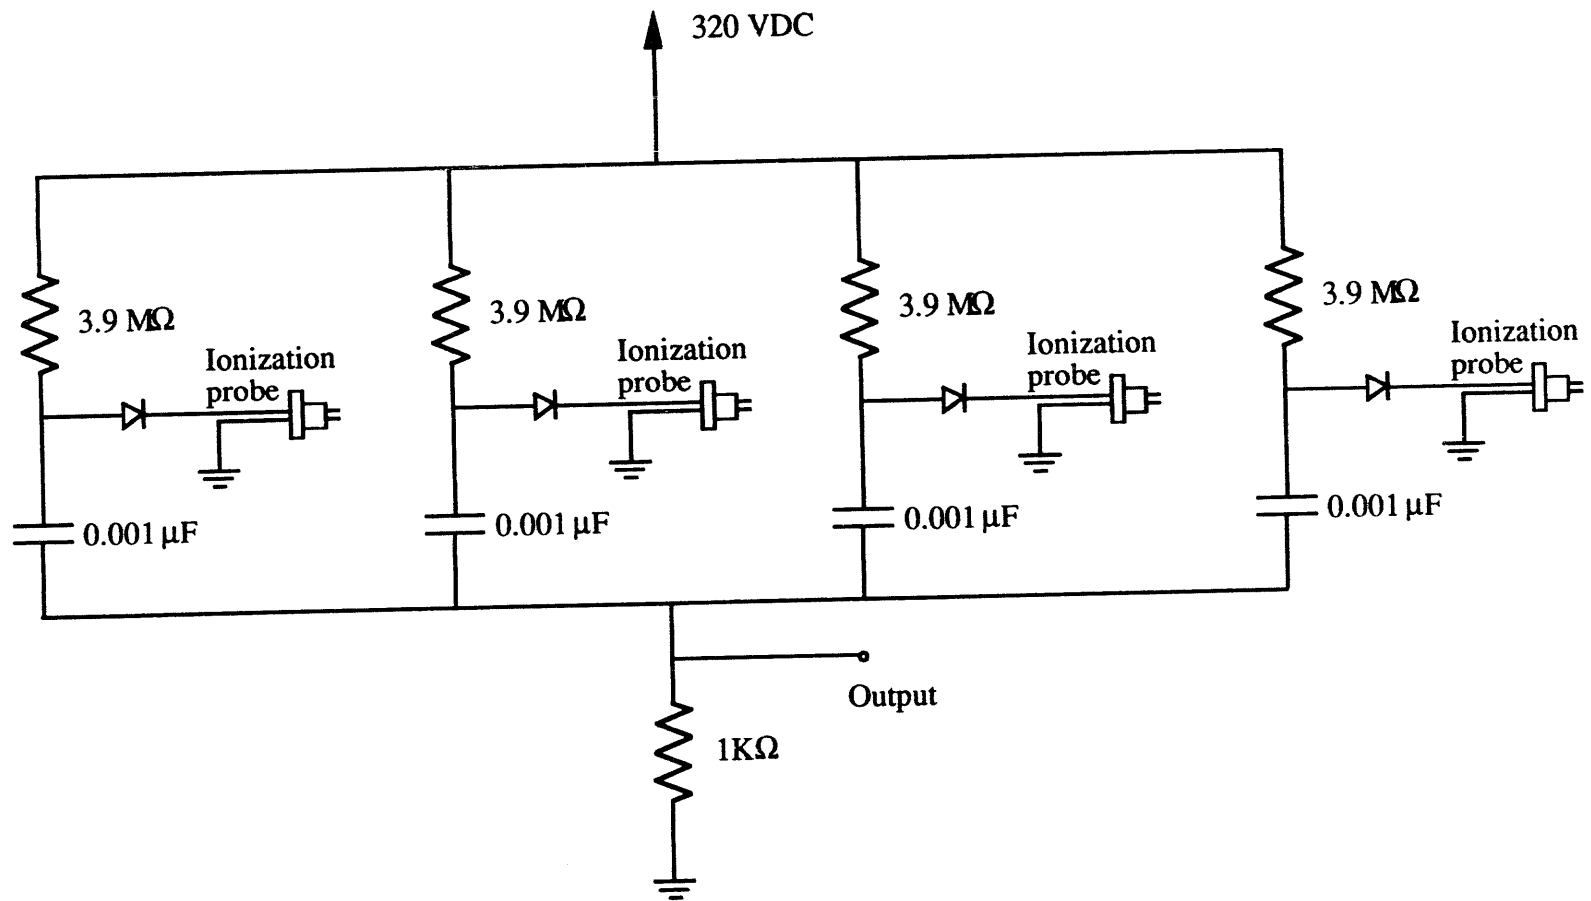 320 VDC
3.9 MΩ
3.9 MΩ
3.9 MΩ
3.9 MΩ
Ionization
probe
Ionization
probe
Ionization
probe
Ionization
probe
0.001 µF
0.001 µF
0.001 µF
0.001 µF
Output
1KΩ